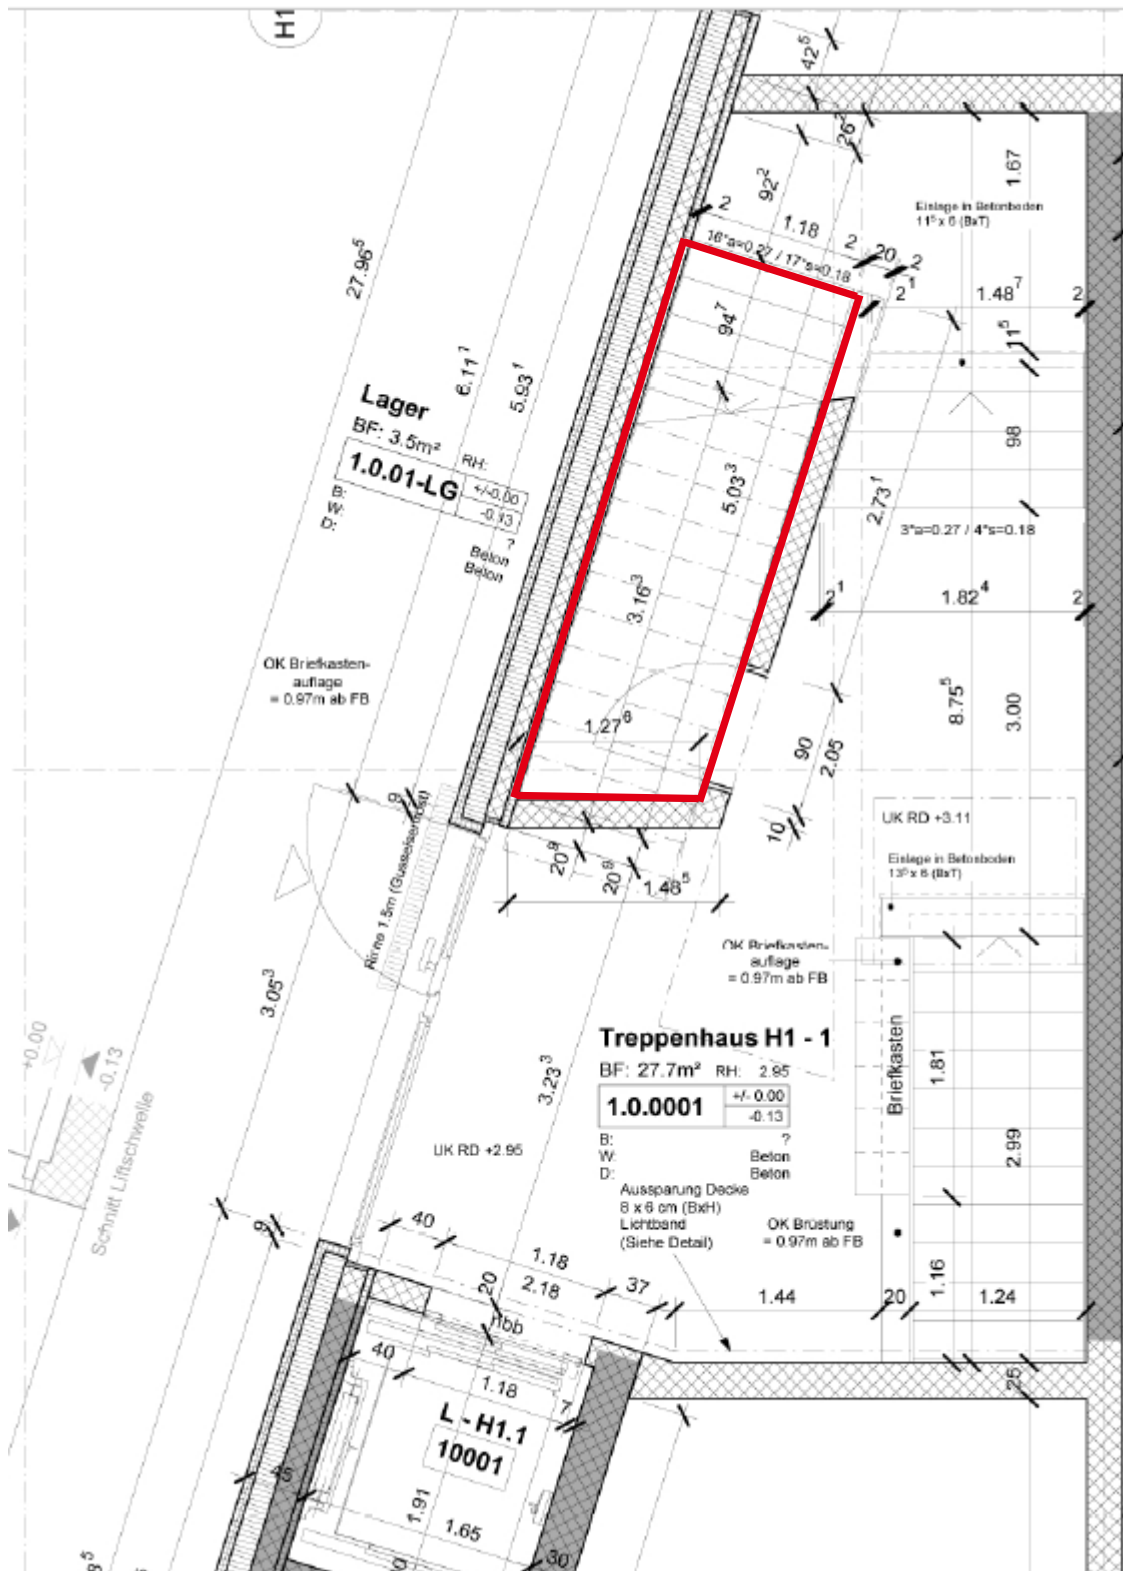 H1
42⁵
26²
92²
1.67
2
1.18
2
20
2
16*a=0.27 / 17*s=0.18
Einlage in Betonboden
11⁵ x 6 (BxT)
2¹
1.48⁷
2
27.96⁵
94⁷
11⁵
6.11¹
5.93¹
98
Lager
BF: 3.5m²
RH:
1.0.01-LG
+/-0.00
-0.13
B:
W:
D:
?
Beton
Beton
5.03³
2.73¹
3*a=0.27 / 4*s=0.18
3.16³
2¹
1.82⁴
2
OK Briefkasten-
auflage
= 0.97m ab FB
8.75⁵
3.00
1.27⁶
90
2.05
9
Rinne 1.5m (Gusseisenrost)
10
UK RD +3.11
20⁹
20⁹
1.48⁵
Einlage in Betonboden
13⁵ x 6 (BxT)
OK Briefkasten-
auflage
= 0.97m ab FB
3.05³
+0.00
-0.13
Schnitt Liftschwelle
3.23³
Treppenhaus H1 - 1
BF: 27.7m²
RH: 2.95
1.0.0001
+/- 0.00
-0.13
B:
W:
D:
?
Beton
Beton
Briefkasten
1.81
2.99
UK RD +2.95
Aussparung Decke
8 x 6 cm (BxH)
Lichtband
(Siehe Detail)
OK Brüstung
= 0.97m ab FB
9
40
1.18
2.18
37
20
1.44
20
1.16
1.24
25
40
1.18
7
L - H1.1
10001
45
1.91
1.65
30